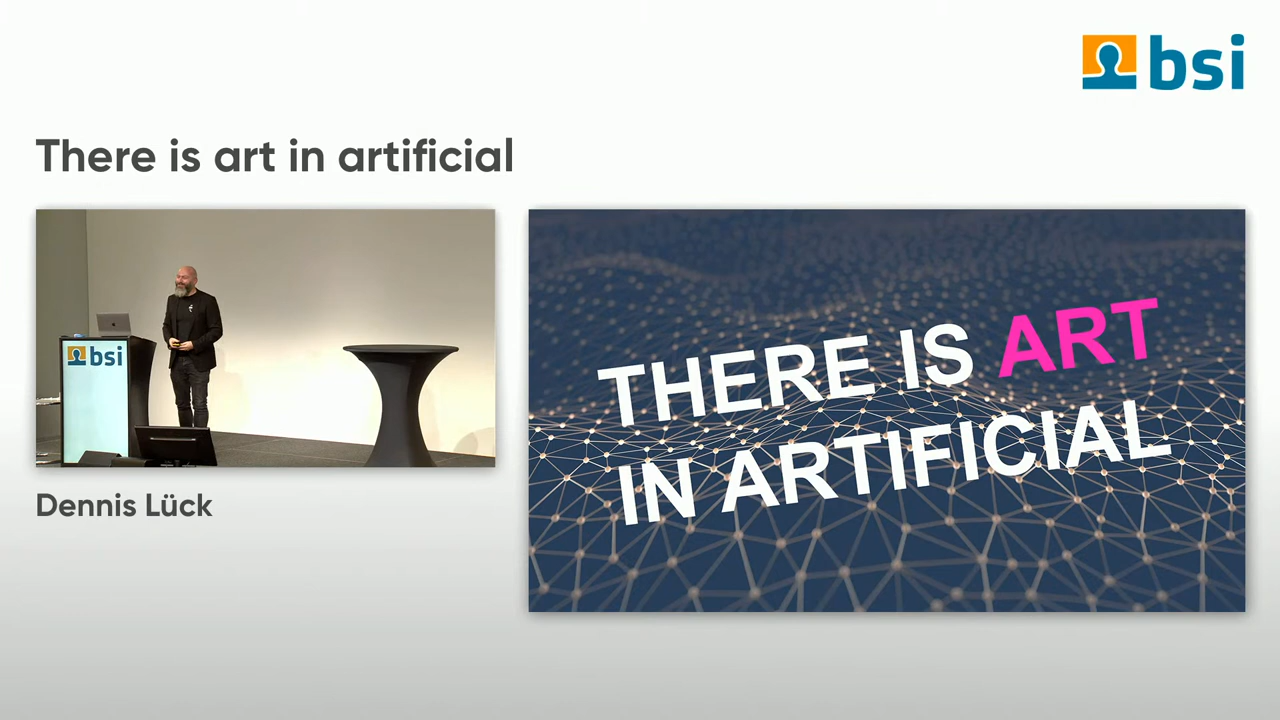 bsi
There is art in artificial
bsi
THERE IS ART
IN ARTIFICIAL
Dennis Lück